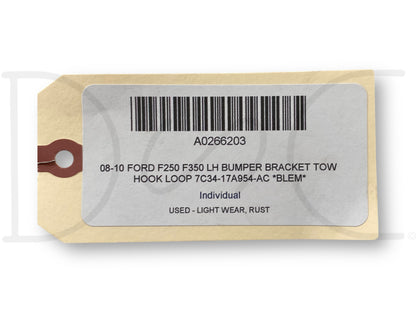 A0266203
08-10 FORD F250 F350 LH BUMPER BRACKET TOW
HOOK LOOP 7C34-17A954-AC *BLEM*
Individual
USED - LIGHT WEAR, RUST